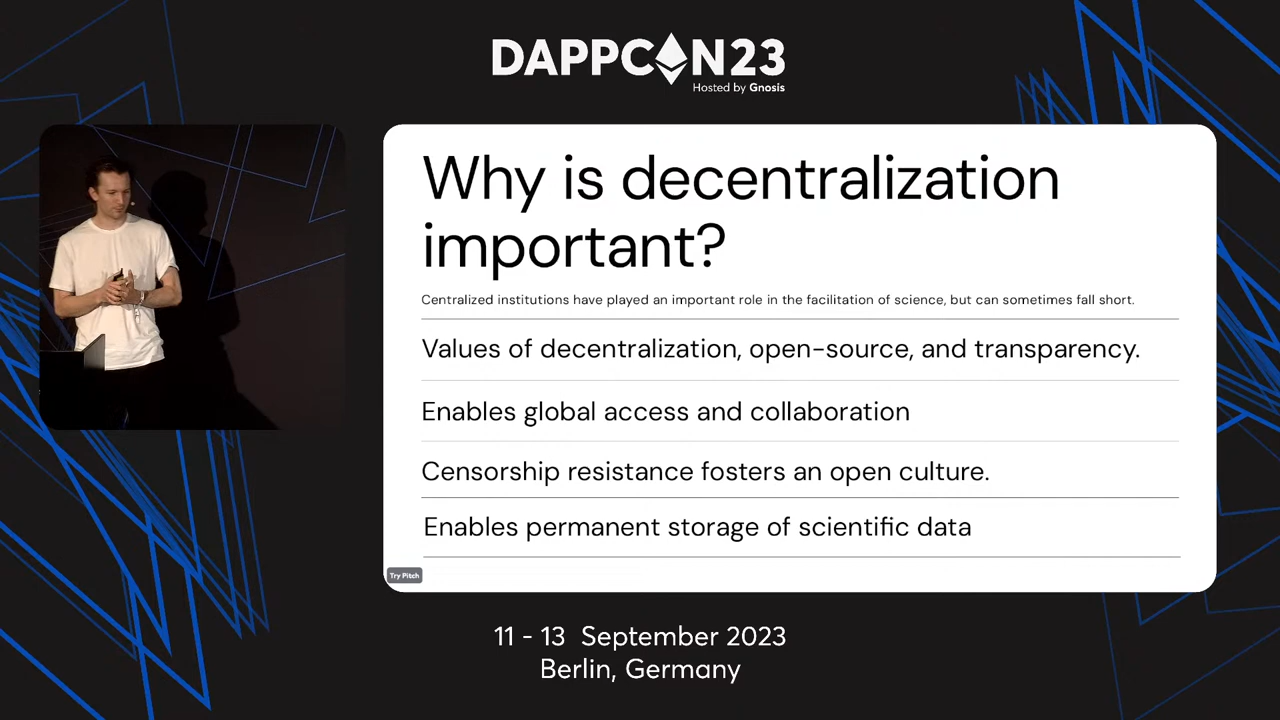 DAPPCON23
Hosted by Gnosis
Why is decentralization
important?
Centralized institutions have played an important role in the facilitation of science, but can sometimes fall short.
Values of decentralization, open-source, and transparency.
Enables global access and collaboration
Censorship resistance fosters an open culture.
Enables permanent storage of scientific data
Try Pitch
11 - 13 September 2023
Berlin, Germany